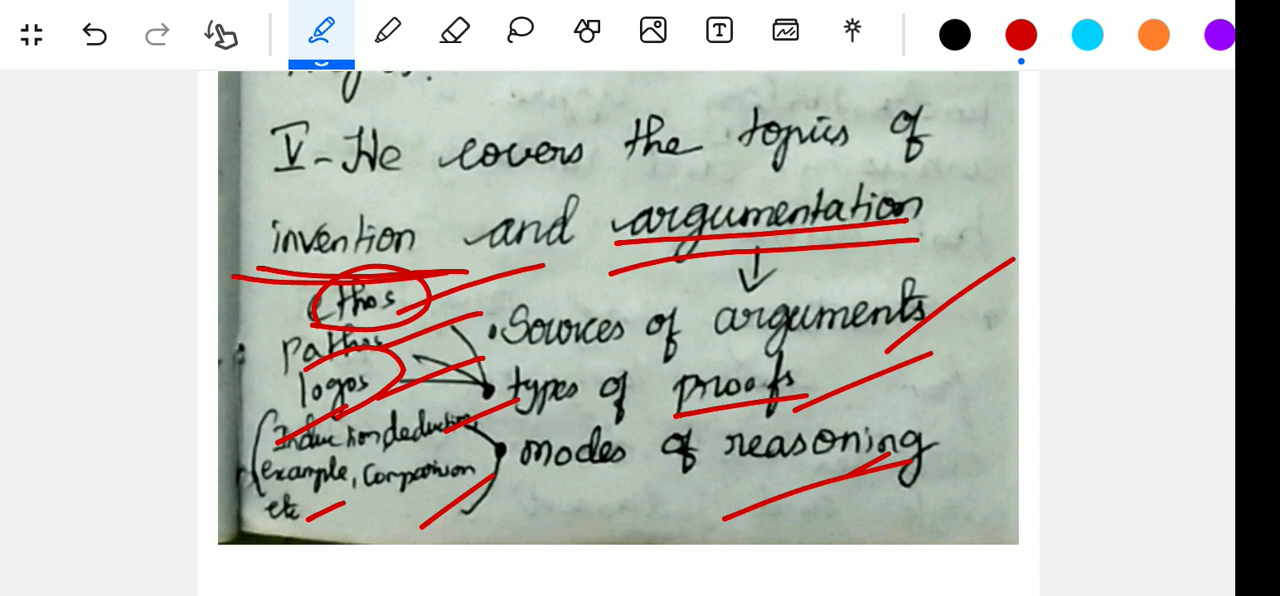 V- He covers the topics of
invention and argumentation
ethos
pathos
logos
• Sources of arguments
types of proofs
modes of reasoning
(Induction deduction,
example, Comparison
etc